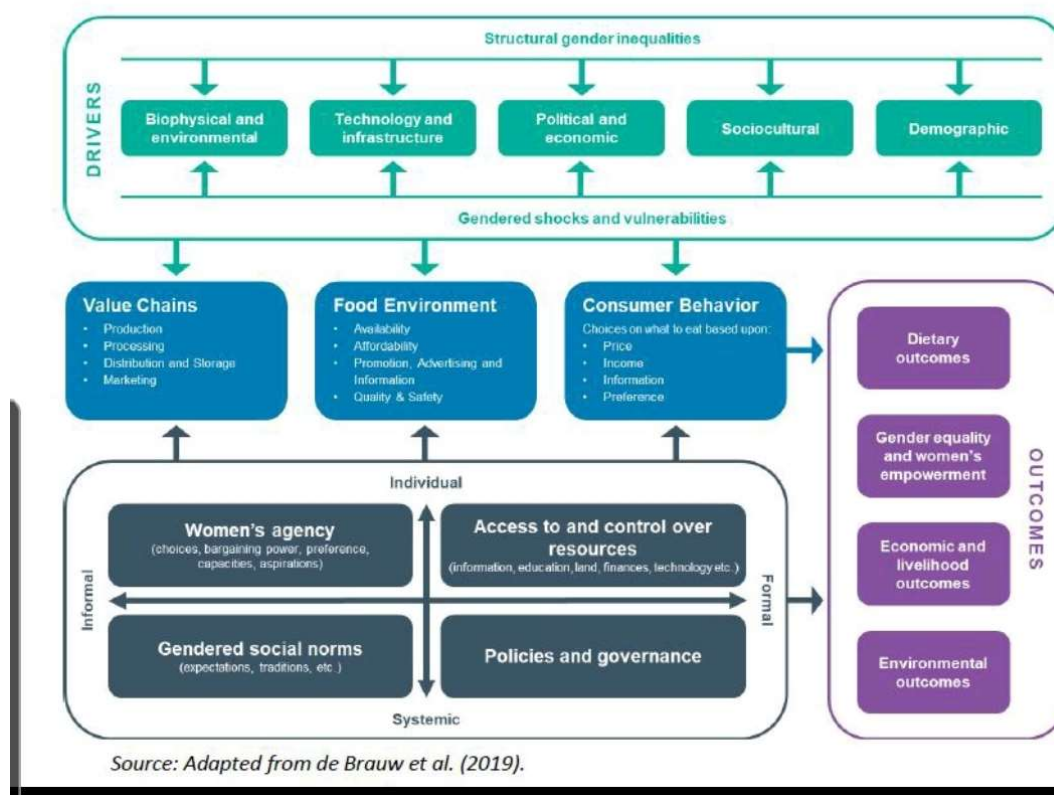 Structural gender inequalities
DRIVERS
Biophysical and
environmental
Technology and
infrastructure
Political and
economic
Sociocultural
Demographic
Gendered shocks and vulnerabilities
Value Chains
• Production
• Processing
• Distribution and Storage
• Marketing
Food Environment
• Availability
• Affordability
• Promotion, Advertising and
Information
• Quality & Safety
Consumer Behavior
Choices on what to eat based upon:
• Price
• Income
• Information
• Preference
OUTCOMES
Dietary
outcomes
Gender equality
and women's
empowerment
Economic and
livelihood
outcomes
Environmental
outcomes
Individual
Informal
Women's agency
(choices, bargaining power, preference,
capacities, aspirations)
Access to and control over
resources
(information, education, land, finances, technology etc.)
Formal
Gendered social norms
(expectations, traditions, etc.)
Policies and governance
Systemic
Source: Adapted from de Brauw et al. (2019).